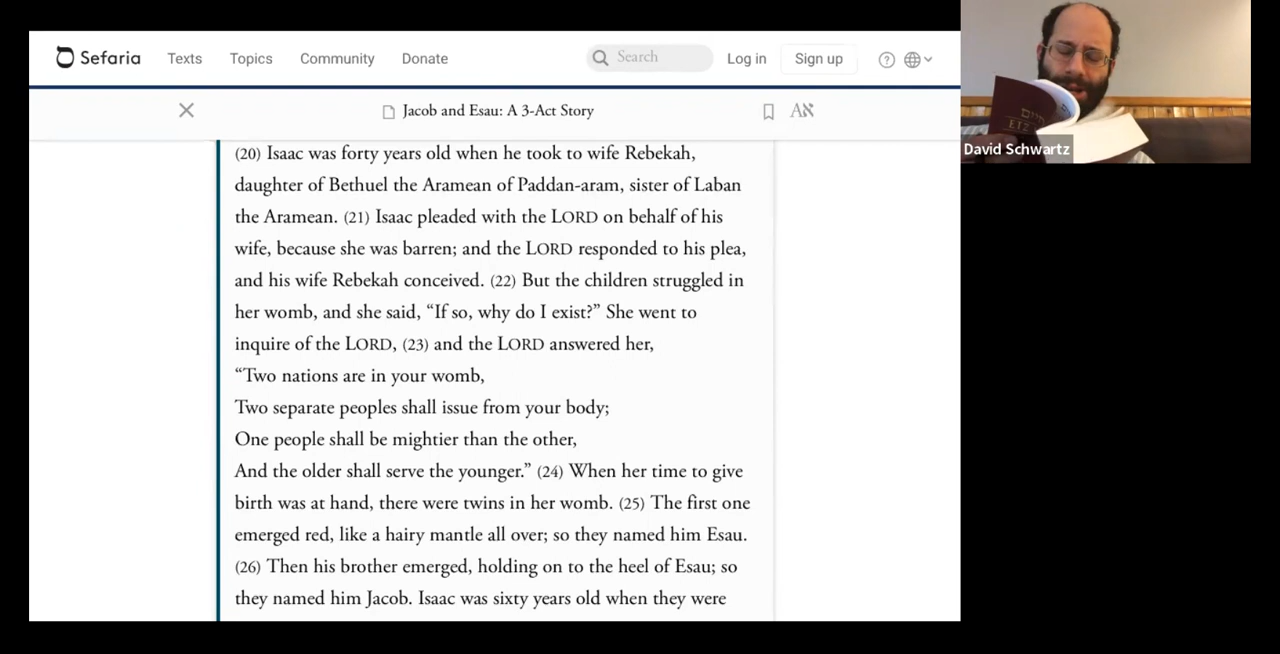 Sefaria Texts Topics Community Donate Search Log in Sign up
Jacob and Esau: A 3-Act Story Aא
(20) Isaac was forty years old when he took to wife Rebekah,
daughter of Bethuel the Aramean of Paddan-aram, sister of Laban
the Aramean. (21) Isaac pleaded with the LORD on behalf of his
wife, because she was barren; and the LORD responded to his plea,
and his wife Rebekah conceived. (22) But the children struggled in
her womb, and she said, “If so, why do I exist?” She went to
inquire of the LORD, (23) and the LORD answered her,
“Two nations are in your womb,
Two separate peoples shall issue from your body;
One people shall be mightier than the other,
And the older shall serve the younger.” (24) When her time to give
birth was at hand, there were twins in her womb. (25) The first one
emerged red, like a hairy mantle all over; so they named him Esau.
(26) Then his brother emerged, holding on to the heel of Esau; so
they named him Jacob. Isaac was sixty years old when they were
ETZ
David Schwartz